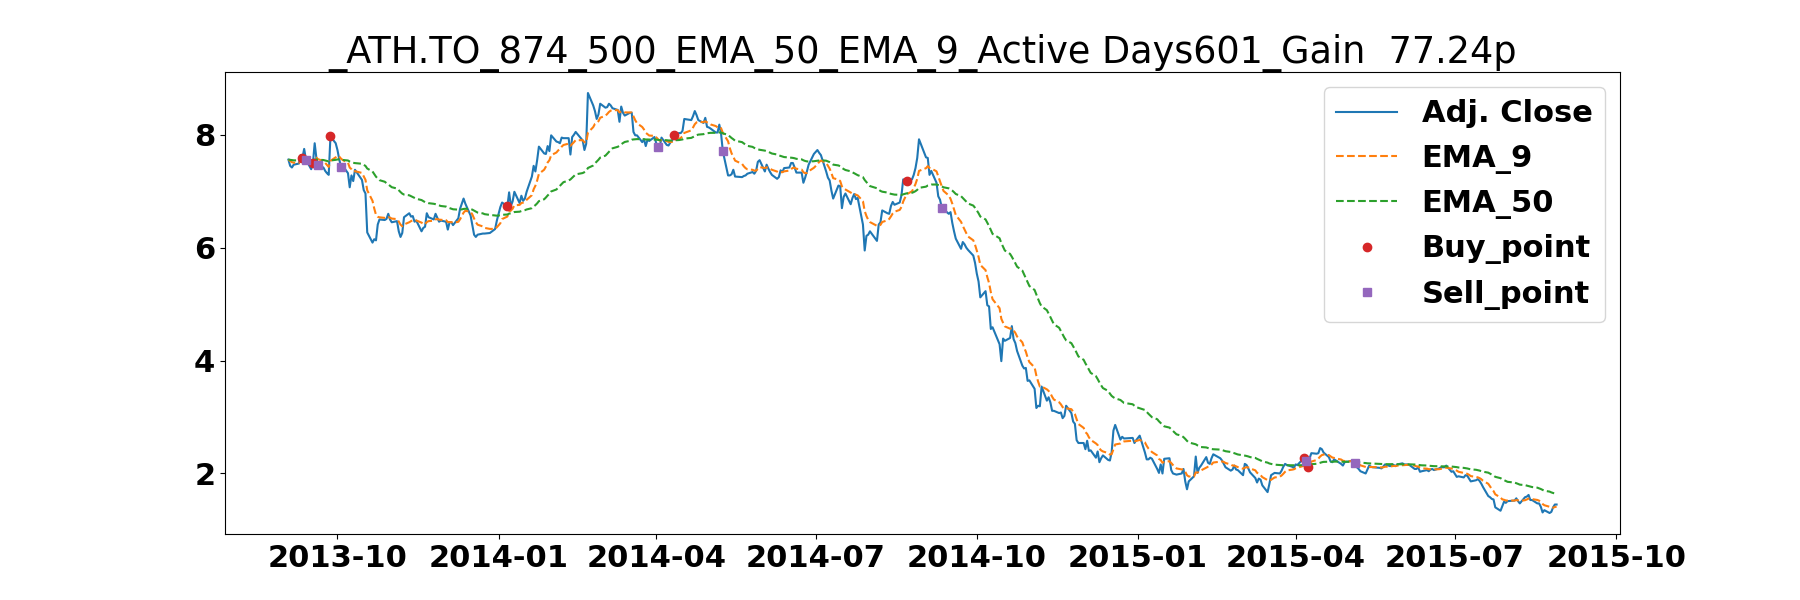 _ATH.TO_874_500_EMA_50_EMA_9_Active Days601_Gain  77.24p
Adj. Close
EMA_9
EMA_50
Buy_point
Sell_point
8
6
4
2
2013-10
2014-01
2014-04
2014-07
2014-10
2015-01
2015-04
2015-07
2015-10